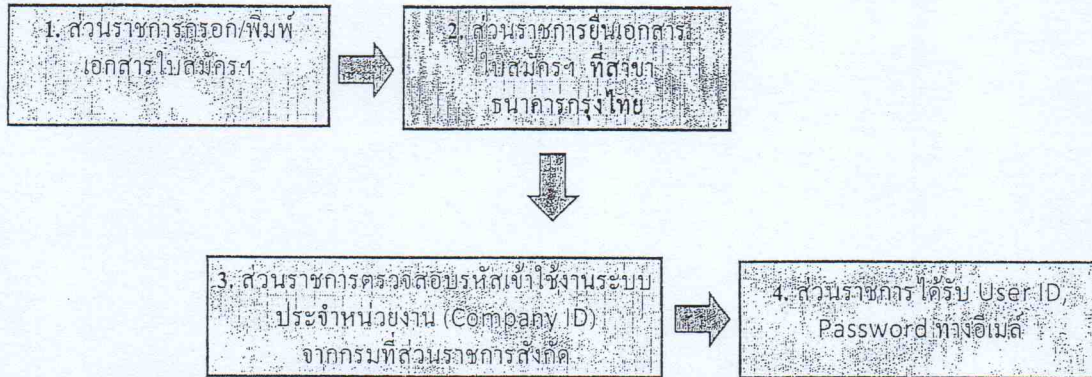 1. ส่วนราชการกรอก/พิมพ์
เอกสารใบสมัครฯ
2. ส่วนราชการยื่นเอกสาร
ใบสมัครฯ ที่สาขา
ธนาคารกรุงไทย
3. ส่วนราชการตรวจสอบรหัสเข้าใช้งานระบบ
ประจำหน่วยงาน (Company ID)
จากกรมที่ส่วนราชการสังกัด
4. ส่วนราชการได้รับ User ID,
Password ทางอีเมล์